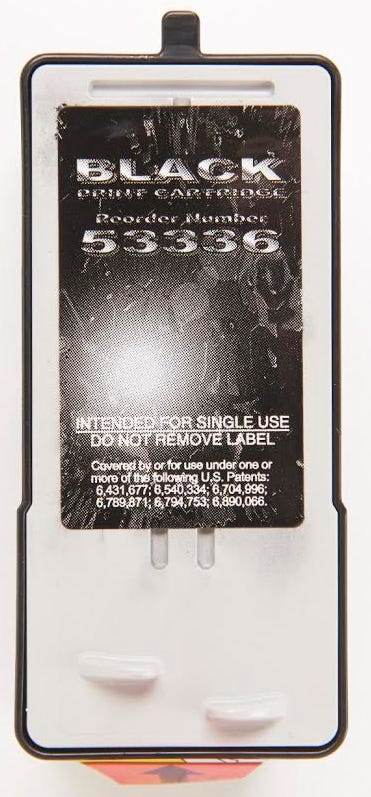 BLACK
PRINT CARTRIDGE
Reorder Number
53336
INTENDED FOR SINGLE USE
DO NOT REMOVE LABEL
Covered by or for use under one or
more of the following U.S. Patents:
6,431,677; 6,540,334; 6,704,996;
6,789,871; 6,794,753; 6,890,066.